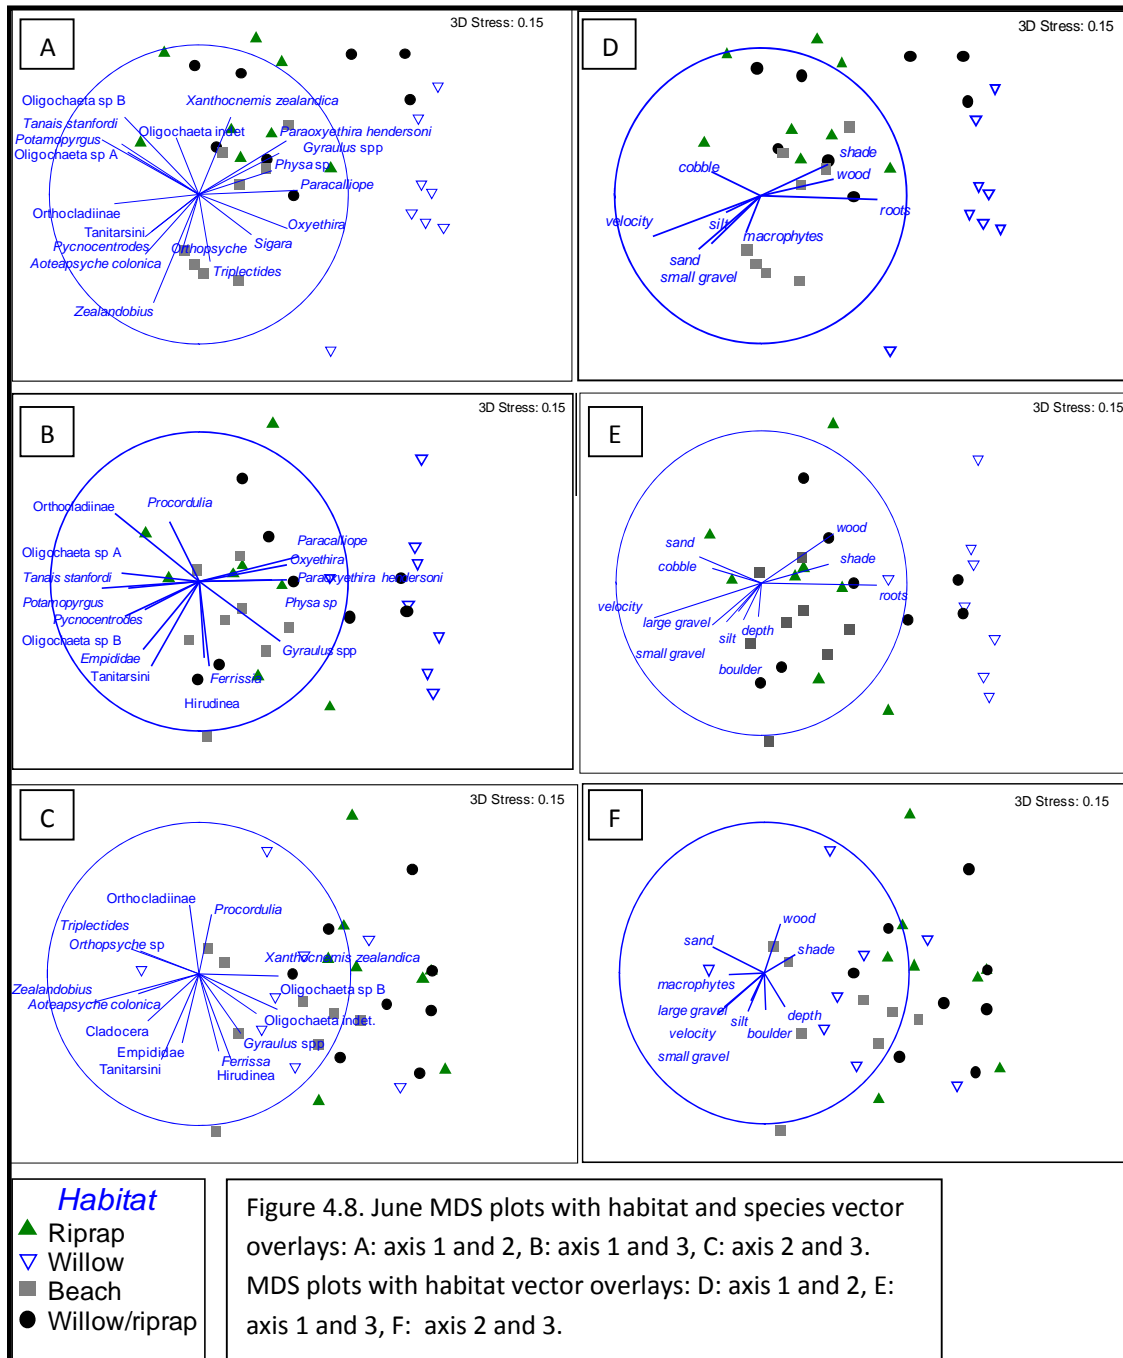 A
3D Stress: 0.15
Oligochaeta sp B
Xanthocnemis zealandica
Tanais stanfordi
Oligochaeta indet
Paraoxyethira hendersoni
Potamopyrgus
Gyraulus spp
Oligochaeta sp A
Physa sp
Paracalliope
Orthocladiinae
Oxyethira
Tanitarsini
Sigara
Pycnocentrodes
Orthopsyche
Aoteapsyche colonica
Triplectides
Zealandobius
D
3D Stress: 0.15
shade
cobble
wood
roots
velocity
silt
macrophytes
sand
small gravel
B
3D Stress: 0.15
Orthocladiinae
Procordulia
Paracalliope
Oligochaeta sp A
Oxyethira
Tanais stanfordi
Paraoxyethira hendersoni
Potamopyrgus
Physa sp
Pycnocentrodes
Oligochaeta sp B
Gyraulus spp
Empididae
Tanitarsini
Ferrissia
Hirudinea
E
3D Stress: 0.15
wood
sand
shade
cobble
roots
velocity
large gravel
depth
silt
small gravel
boulder
C
3D Stress: 0.15
Orthocladiinae
Procordulia
Triplectides
Orthopsyche sp
Xanthocnemis zealandica
Zealandobius
Oligochaeta sp B
Aoteapsyche colonica
Oligochaeta indet.
Cladocera
Gyraulus spp
Empididae
Ferrissa
Tanitarsini
Hirudinea
F
3D Stress: 0.15
wood
sand
shade
macrophytes
large gravel
depth
silt
velocity
boulder
small gravel
Habitat
Riprap
Willow
Beach
Willow/riprap
Figure 4.8. June MDS plots with habitat and species vector
overlays: A: axis 1 and 2, B: axis 1 and 3, C: axis 2 and 3.
MDS plots with habitat vector overlays: D: axis 1 and 2, E:
axis 1 and 3, F: axis 2 and 3.